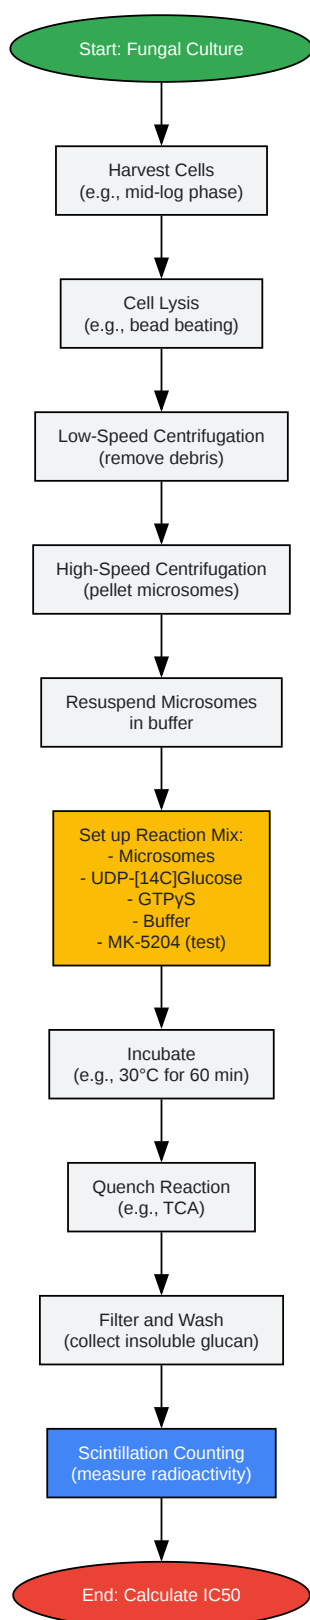 Start: Fungal Culture
Harvest Cells
(e.g., mid-log phase)
Cell Lysis
(e.g., bead beating)
Low-Speed Centrifugation
(remove debris)
High-Speed Centrifugation
(pellet microsomes)
Resuspend Microsomes
in buffer
Set up Reaction Mix:
- Microsomes
- UDP-[14C]Glucose
- GTPγS
- Buffer
- MK-5204 (test)
Incubate
(e.g., 30°C for 60 min)
Quench Reaction
(e.g., TCA)
Filter and Wash
(collect insoluble glucan)
Scintillation Counting
(measure radioactivity)
End: Calculate IC50